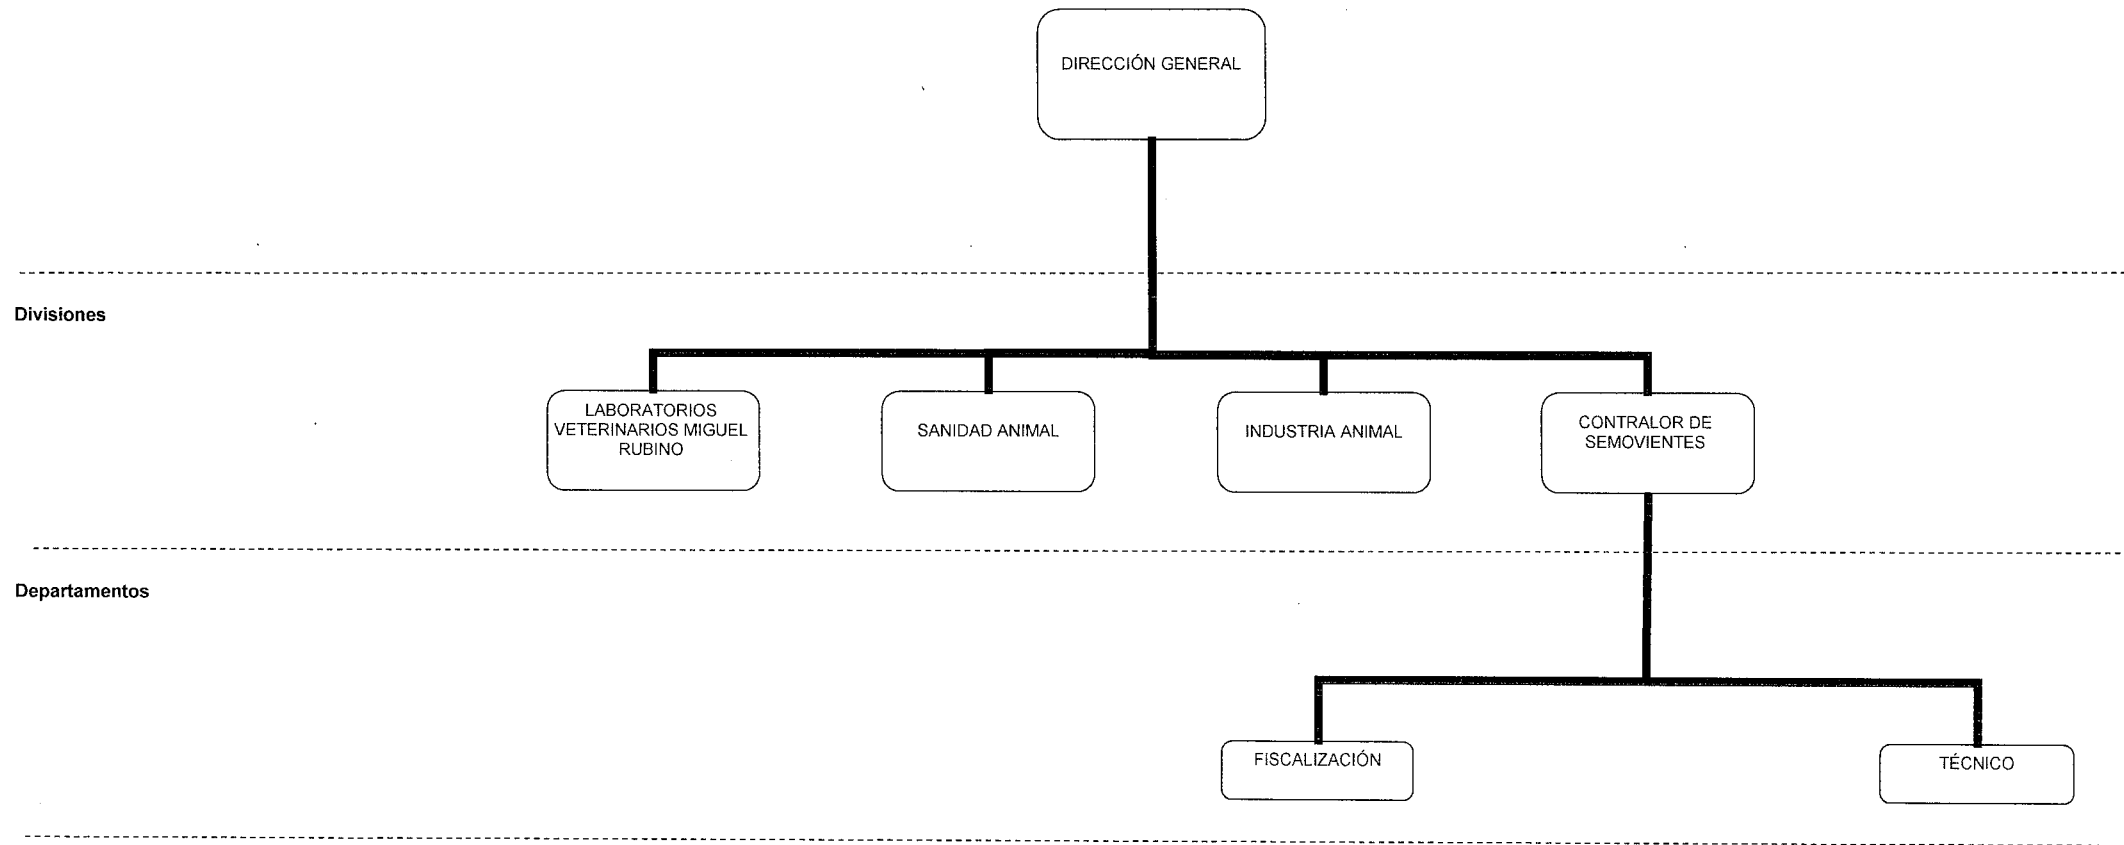 DIRECCIÓN GENERAL
Divisiones
LABORATORIOS
VETERINARIOS MIGUEL
RUBINO
SANIDAD ANIMAL
INDUSTRIA ANIMAL
CONTRALOR DE
SEMOVIENTES
Departamentos
FISCALIZACIÓN
TÉCNICO